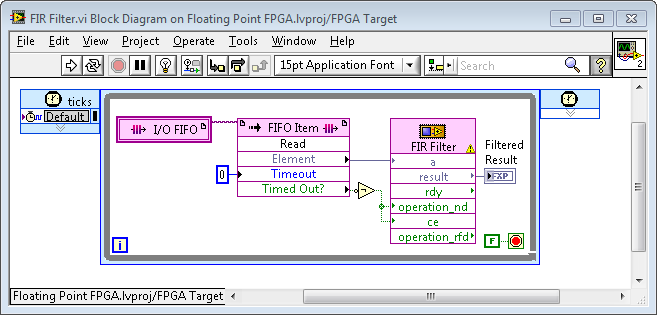 FIR Filter.vi Block Diagram on Floating Point FPGA.lvproj/FPGA Target
File Edit View Project Operate Tools Window Help
15pt Application Font Search
2
ticks
Default
I/O FIFO
FIFO Item
Read
Element
0 Timeout
Timed Out?
FIR Filter
a
result
rdy
operation_nd
ce
operation_rfd
Filtered
Result
FXP
F
i
Floating Point FPGA.lvproj/FPGA Target